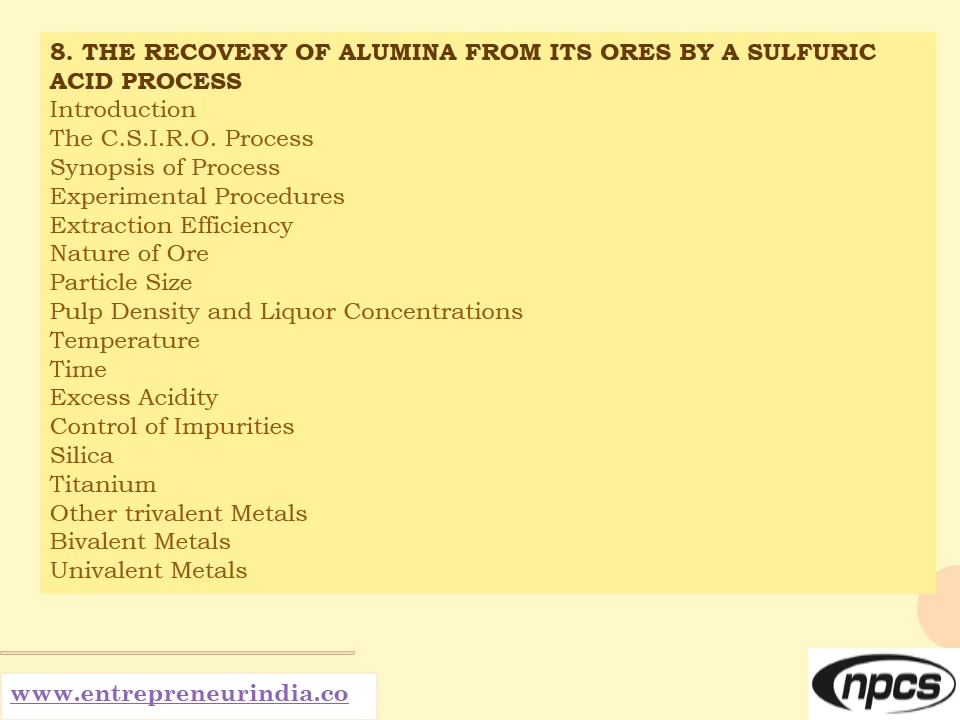 8. THE RECOVERY OF ALUMINA FROM ITS ORES BY A SULFURIC
ACID PROCESS
Introduction
The C.S.I.R.O. Process
Synopsis of Process
Experimental Procedures
Extraction Efficiency
Nature of Ore
Particle Size
Pulp Density and Liquor Concentrations
Temperature
Time
Excess Acidity
Control of Impurities
Silica
Titanium
Other trivalent Metals
Bivalent Metals
Univalent Metals
www.entrepreneurindia.co
npcs